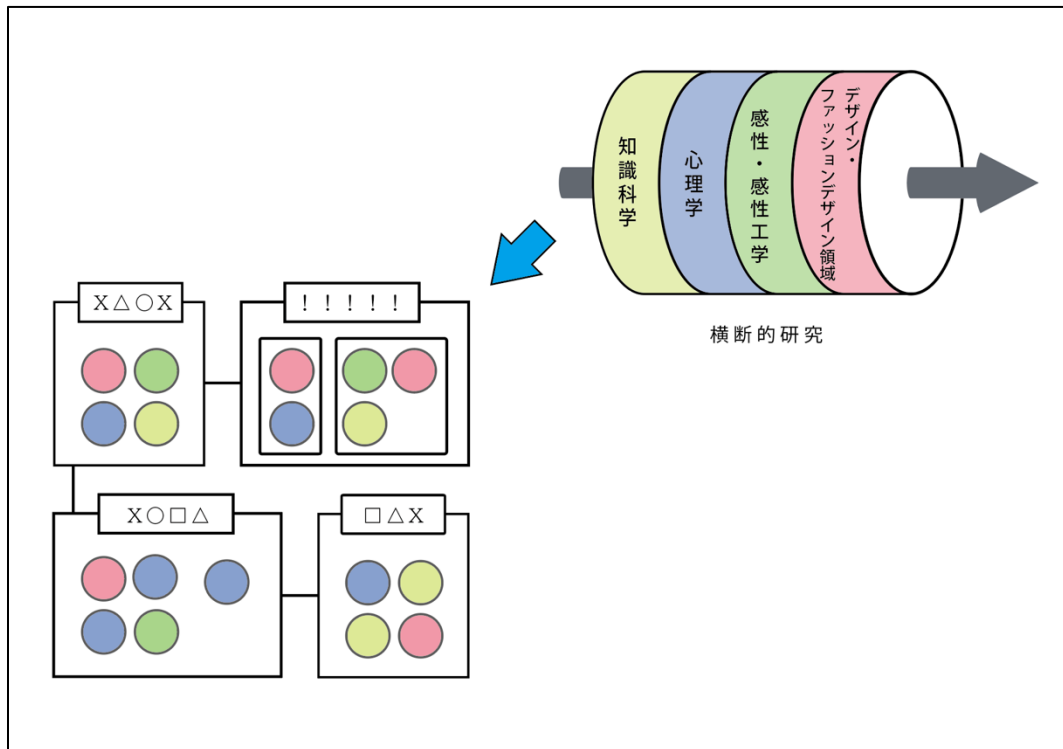 知識科学
心理学
感性・感性工学
デザイン・
ファッションデザイン領域
横断的研究
X△○X
！！！！！
X○□△
□△X